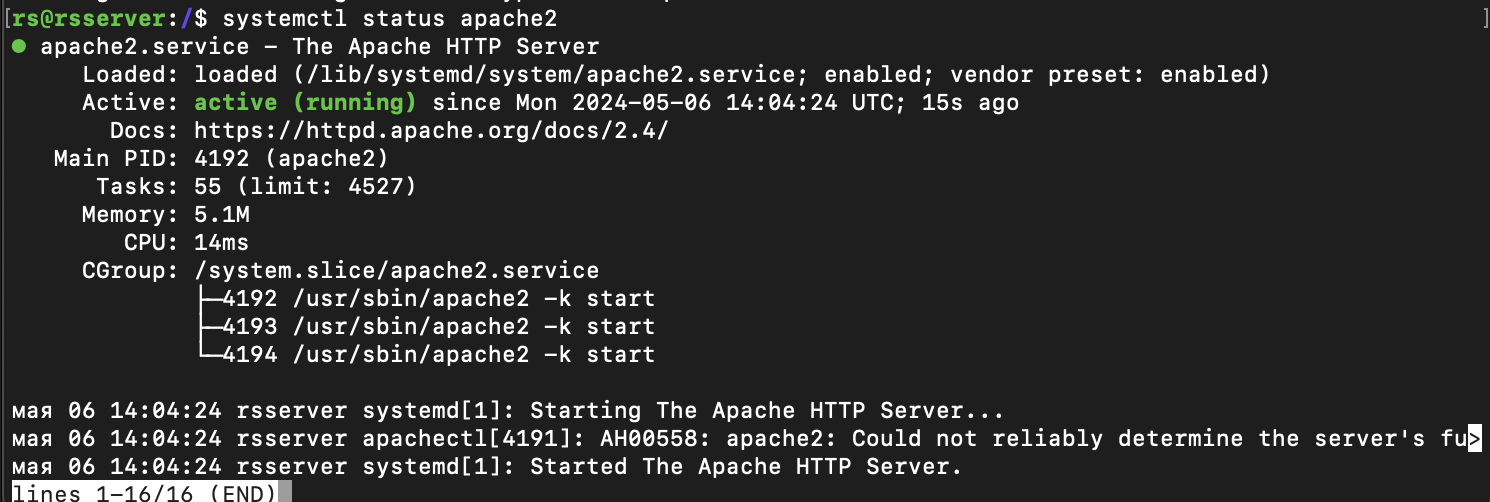 [rs@rsserver:/$ systemctl status apache2 ]
● apache2.service – The Apache HTTP Server
Loaded: loaded (/lib/systemd/system/apache2.service; enabled; vendor preset: enabled)
Active: active (running) since Mon 2024-05-06 14:04:24 UTC; 15s ago
Docs: https://httpd.apache.org/docs/2.4/
Main PID: 4192 (apache2)
Tasks: 55 (limit: 4527)
Memory: 5.1M
CPU: 14ms
CGroup: /system.slice/apache2.service
├─4192 /usr/sbin/apache2 -k start
├─4193 /usr/sbin/apache2 -k start
└─4194 /usr/sbin/apache2 -k start
мая 06 14:04:24 rsserver systemd[1]: Starting The Apache HTTP Server...
мая 06 14:04:24 rsserver apachectl[4191]: AH00558: apache2: Could not reliably determine the server's fu>
мая 06 14:04:24 rsserver systemd[1]: Started The Apache HTTP Server.
lines 1-16/16 (END)